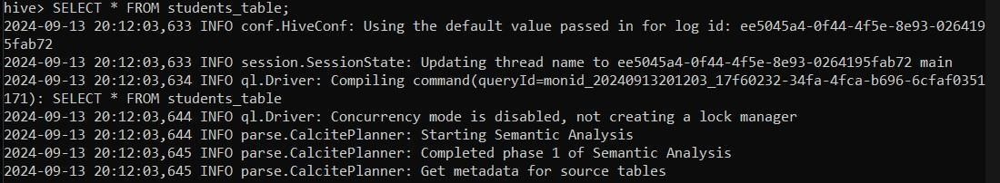 hive> SELECT * FROM students_table;
2024-09-13 20:12:03,633 INFO conf.HiveConf: Using the default value passed in for log id: ee5045a4-0f44-4f5e-8e93-026419
5fab72
2024-09-13 20:12:03,633 INFO session.SessionState: Updating thread name to ee5045a4-0f44-4f5e-8e93-0264195fab72 main
2024-09-13 20:12:03,634 INFO ql.Driver: Compiling command(queryId=monid_20240913201203_17f60232-34fa-4fca-b696-6cfaf0351
171): SELECT * FROM students_table
2024-09-13 20:12:03,644 INFO ql.Driver: Concurrency mode is disabled, not creating a lock manager
2024-09-13 20:12:03,644 INFO parse.CalcitePlanner: Starting Semantic Analysis
2024-09-13 20:12:03,645 INFO parse.CalcitePlanner: Completed phase 1 of Semantic Analysis
2024-09-13 20:12:03,645 INFO parse.CalcitePlanner: Get metadata for source tables